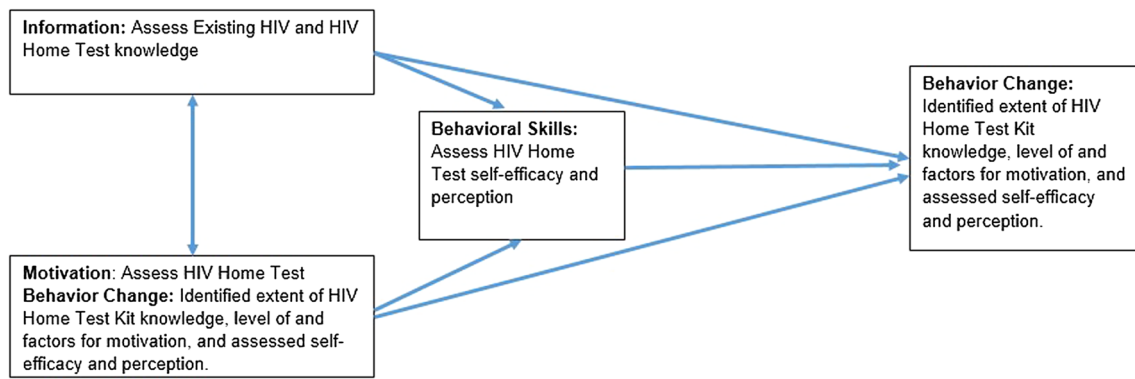 Information: Assess Existing HIV and HIV
Home Test knowledge
Behavioral Skills:
Assess HIV Home
Test self-efficacy and
perception
Behavior Change:
Identified extent of HIV
Home Test Kit
knowledge, level of and
factors for motivation, and
assessed self-efficacy
and perception.
Motivation: Assess HIV Home Test
Behavior Change: Identified extent of HIV
Home Test Kit knowledge, level of and
factors for motivation, and assessed self-
efficacy and perception.